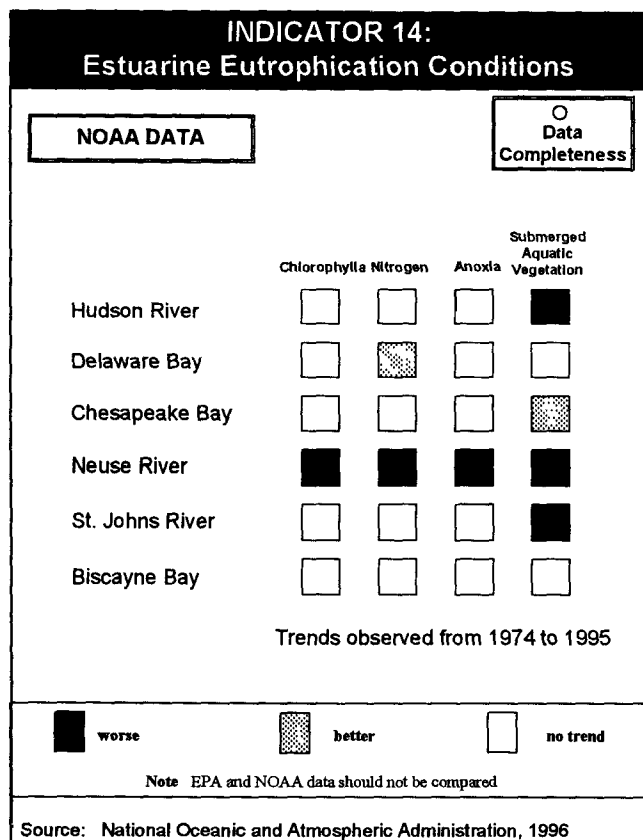 INDICATOR 14:
Estuarine Eutrophication Conditions
NOAA DATA
Data
Completeness
Chlorophylla Nitrogen Anoxia Submerged
Aquatic
Vegetation
Hudson River
Delaware Bay
Chesapeake Bay
Neuse River
St. Johns River
Biscayne Bay
Trends observed from 1974 to 1995
worse better no trend
Note EPA and NOAA data should not be compared
Source: National Oceanic and Atmospheric Administration, 1996